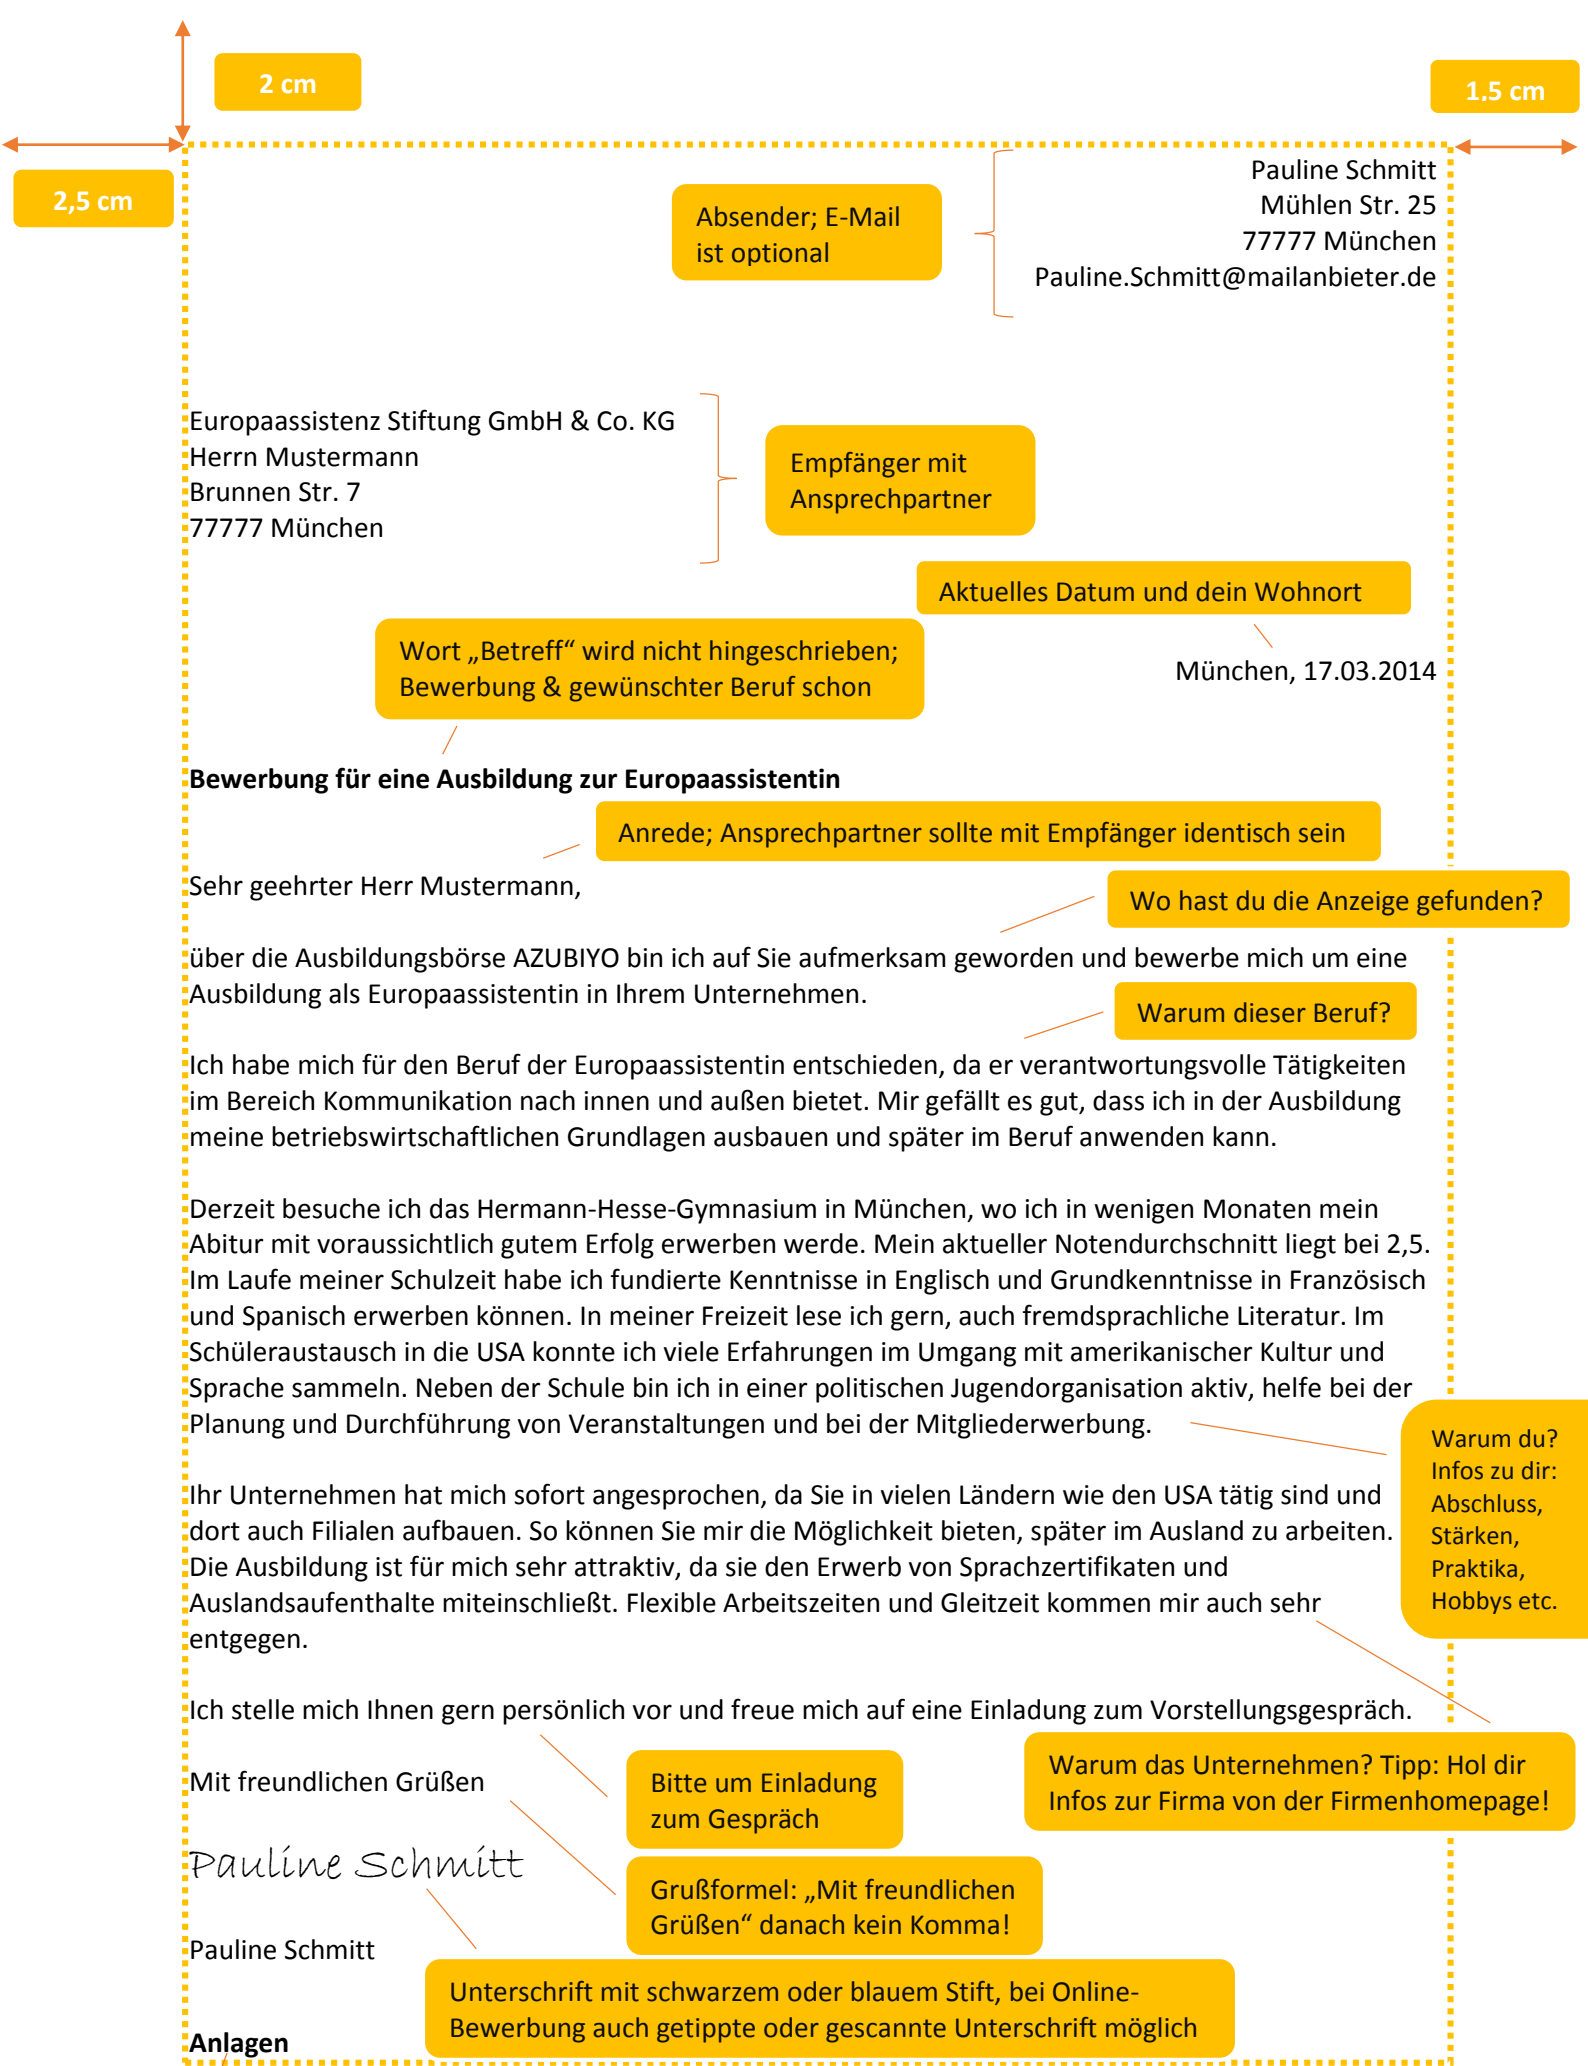 2 cm
1,5 cm
2,5 cm
Absender; E-Mail
ist optional
Pauline Schmitt
Mühlen Str. 25
77777 München
Pauline.Schmitt@mailanbieter.de
Europaassistenz Stiftung GmbH & Co. KG
Herrn Mustermann
Brunnen Str. 7
77777 München
Empfänger mit
Ansprechpartner
Aktuelles Datum und dein Wohnort
Wort „Betreff“ wird nicht hingeschrieben;
Bewerbung & gewünschter Beruf schon
München, 17.03.2014
Bewerbung für eine Ausbildung zur Europaassistentin
Anrede; Ansprechpartner sollte mit Empfänger identisch sein
Sehr geehrter Herr Mustermann,
Wo hast du die Anzeige gefunden?
über die Ausbildungsbörse AZUBIYO bin ich auf Sie aufmerksam geworden und bewerbe mich um eine
Ausbildung als Europaassistentin in Ihrem Unternehmen.
Warum dieser Beruf?
Ich habe mich für den Beruf der Europaassistentin entschieden, da er verantwortungsvolle Tätigkeiten
im Bereich Kommunikation nach innen und außen bietet. Mir gefällt es gut, dass ich in der Ausbildung
meine betriebswirtschaftlichen Grundlagen ausbauen und später im Beruf anwenden kann.
Derzeit besuche ich das Hermann-Hesse-Gymnasium in München, wo ich in wenigen Monaten mein
Abitur mit voraussichtlich gutem Erfolg erwerben werde. Mein aktueller Notendurchschnitt liegt bei 2,5.
Im Laufe meiner Schulzeit habe ich fundierte Kenntnisse in Englisch und Grundkenntnisse in Französisch
und Spanisch erwerben können. In meiner Freizeit lese ich gern, auch fremdsprachliche Literatur. Im
Schüleraustausch in die USA konnte ich viele Erfahrungen im Umgang mit amerikanischer Kultur und
Sprache sammeln. Neben der Schule bin ich in einer politischen Jugendorganisation aktiv, helfe bei der
Planung und Durchführung von Veranstaltungen und bei der Mitgliederwerbung.
Warum du?
Infos zu dir:
Abschluss,
Stärken,
Praktika,
Hobbys etc.
Ihr Unternehmen hat mich sofort angesprochen, da Sie in vielen Ländern wie den USA tätig sind und
dort auch Filialen aufbauen. So können Sie mir die Möglichkeit bieten, später im Ausland zu arbeiten.
Die Ausbildung ist für mich sehr attraktiv, da sie den Erwerb von Sprachzertifikaten und
Auslandsaufenthalte miteinschließt. Flexible Arbeitszeiten und Gleitzeit kommen mir auch sehr
entgegen.
Ich stelle mich Ihnen gern persönlich vor und freue mich auf eine Einladung zum Vorstellungsgespräch.
Warum das Unternehmen? Tipp: Hol dir
Infos zur Firma von der Firmenhomepage!
Mit freundlichen Grüßen
Bitte um Einladung
zum Gespräch
Pauline Schmitt
Grußformel: „Mit freundlichen
Grüßen“ danach kein Komma!
Pauline Schmitt
Unterschrift mit schwarzem oder blauem Stift, bei Online-
Bewerbung auch getippte oder gescannte Unterschrift möglich
Anlagen